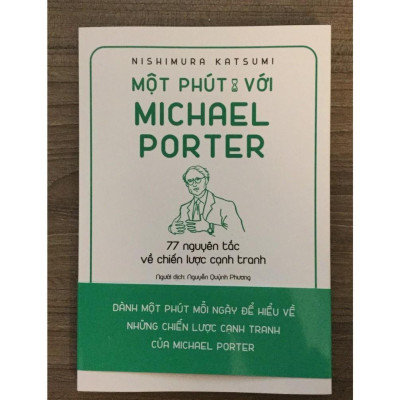 NISHIMURA KATSUMI
MỘT PHÚT VỚI
MICHAEL
PORTER
77 nguyên tắc
về chiến lược cạnh tranh
Người dịch: Nguyễn Quỳnh Phương
DÀNH MỘT PHÚT MỖI NGÀY ĐỂ HIỂU VỀ
NHỮNG CHIẾN LƯỢC CẠNH TRANH
CỦA MICHAEL PORTER